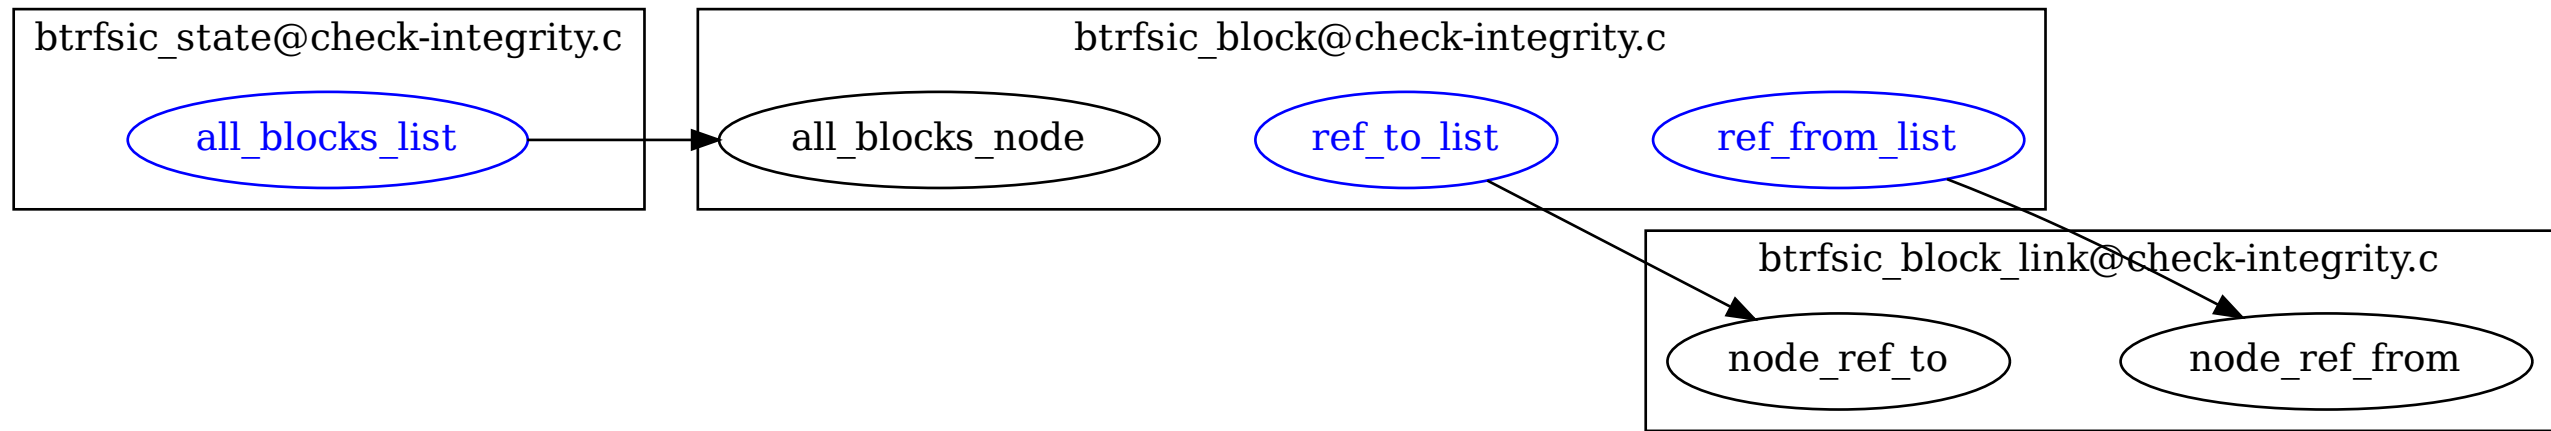 btrfsic_state@check-integrity.c
all_blocks_list
btrfsic_block@check-integrity.c
all_blocks_node
ref_to_list
ref_from_list
btrfsic_block_link@check-integrity.c
node_ref_to
node_ref_from